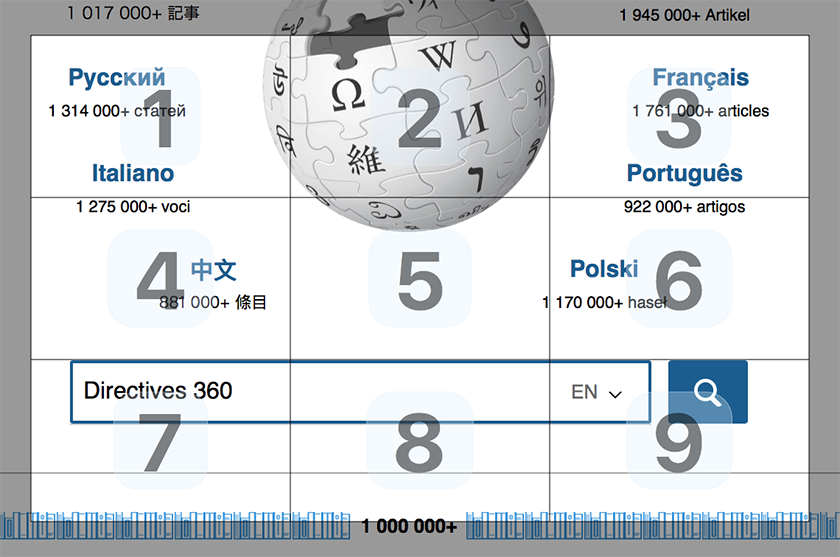 1 017 000+ 記事
1 945 000+ Artikel
Русский
Français
1 314 000+ статей
1 761 000+ articles
1
2
3
Ω
W
И
維
7
Italiano
Português
1 275 000+ voci
922 000+ artigos
中文
Polski
881 000+ 條目
1 170 000+ haseł
4
5
6
Directives 360
EN
7
8
9
1 000 000+